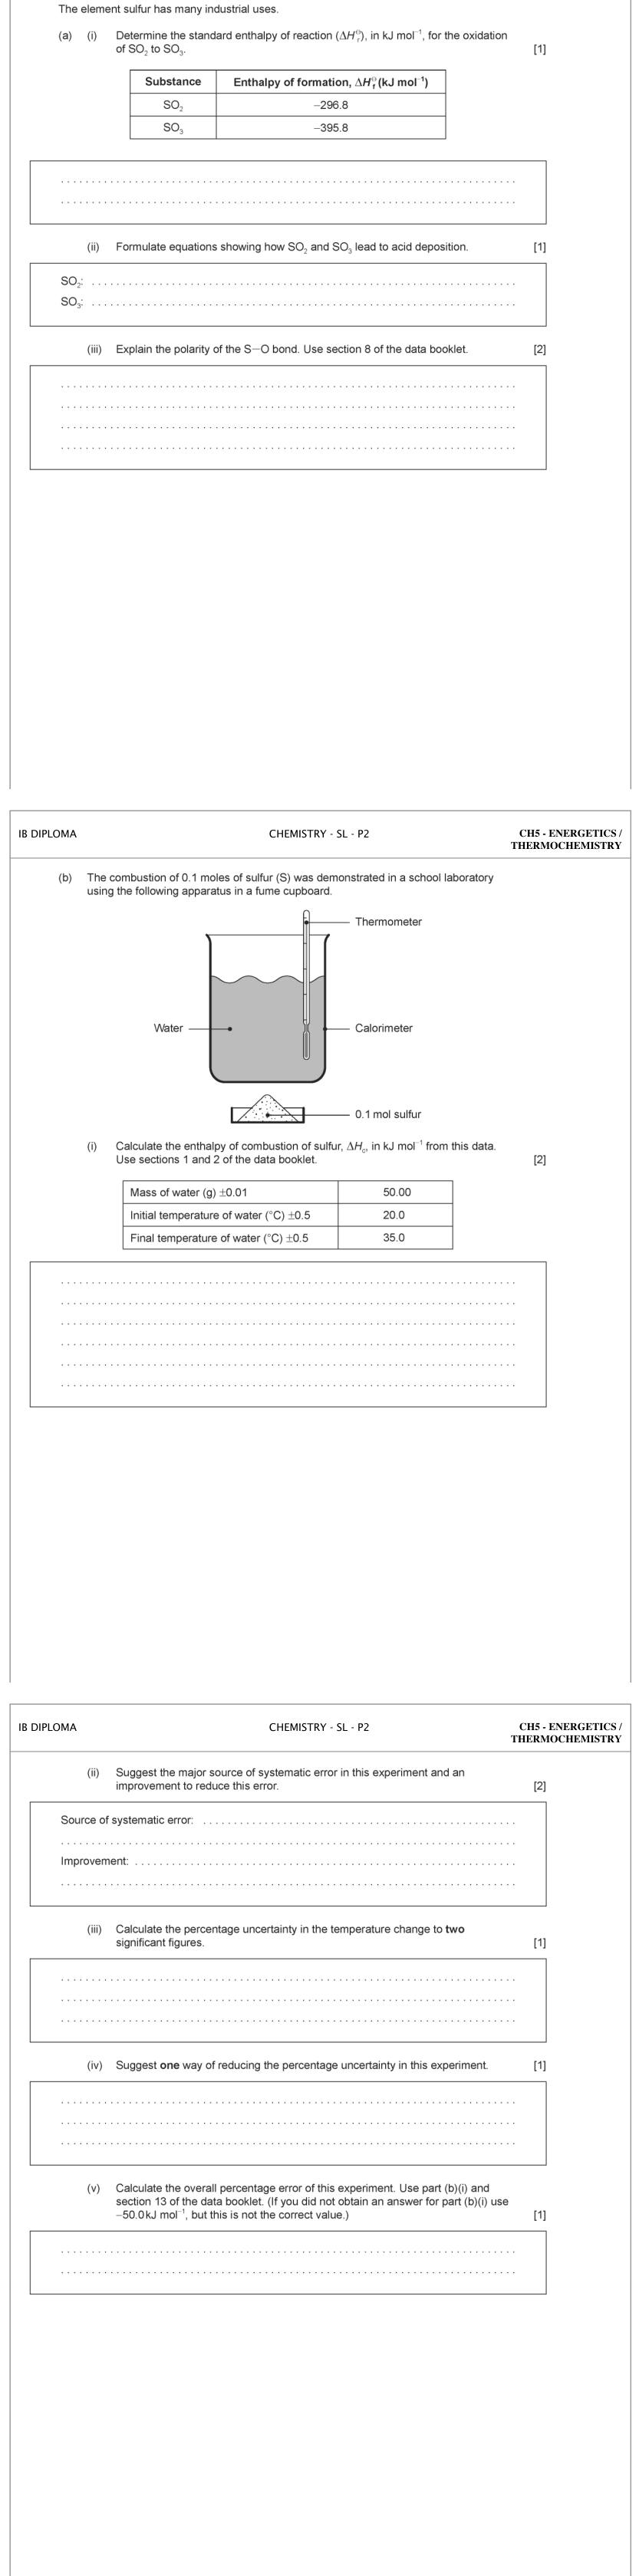 The element sulfur has many industrial uses.
(a) (i) Determine the standard enthalpy of reaction (ΔHᵣ⦵), in kJ mol⁻¹, for the oxidation
of SO₂ to SO₃. [1]
Substance Enthalpy of formation, ΔHf⦵ (kJ mol⁻¹)
SO₂ −296.8
SO₃ −395.8
(ii) Formulate equations showing how SO₂ and SO₃ lead to acid deposition. [1]
SO₂:
SO₃:
(iii) Explain the polarity of the S−O bond. Use section 8 of the data booklet. [2]
IB DIPLOMA CHEMISTRY - SL - P2 CH5 - ENERGETICS /
THERMOCHEMISTRY
(b) The combustion of 0.1 moles of sulfur (S) was demonstrated in a school laboratory
using the following apparatus in a fume cupboard.
Thermometer
Water Calorimeter
0.1 mol sulfur
(i) Calculate the enthalpy of combustion of sulfur, ΔHc, in kJ mol⁻¹ from this data.
Use sections 1 and 2 of the data booklet. [2]
Mass of water (g) ±0.01 50.00
Initial temperature of water (°C) ±0.5 20.0
Final temperature of water (°C) ±0.5 35.0
IB DIPLOMA CHEMISTRY - SL - P2 CH5 - ENERGETICS /
THERMOCHEMISTRY
(ii) Suggest the major source of systematic error in this experiment and an
improvement to reduce this error. [2]
Source of systematic error:
Improvement:
(iii) Calculate the percentage uncertainty in the temperature change to two
significant figures. [1]
(iv) Suggest one way of reducing the percentage uncertainty in this experiment. [1]
(v) Calculate the overall percentage error of this experiment. Use part (b)(i) and
section 13 of the data booklet. (If you did not obtain an answer for part (b)(i) use
−50.0 kJ mol⁻¹, but this is not the correct value.) [1]